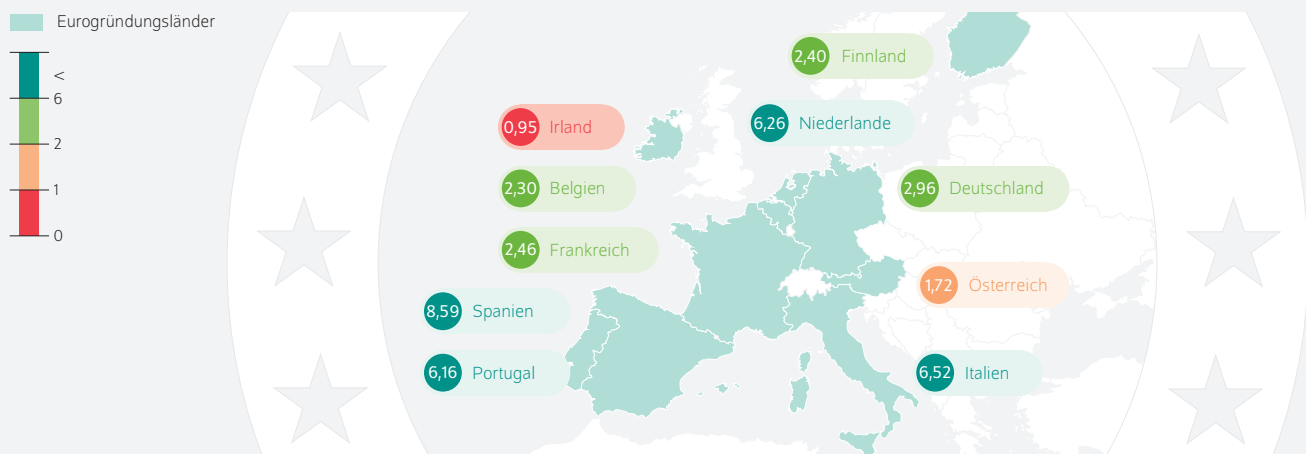 Eurogründungsländer
<
6
2
1
0
2,40 Finnland
6,26 Niederlande
0,95 Irland
2,30 Belgien
2,96 Deutschland
2,46 Frankreich
1,72 Österreich
8,59 Spanien
6,16 Portugal
6,52 Italien